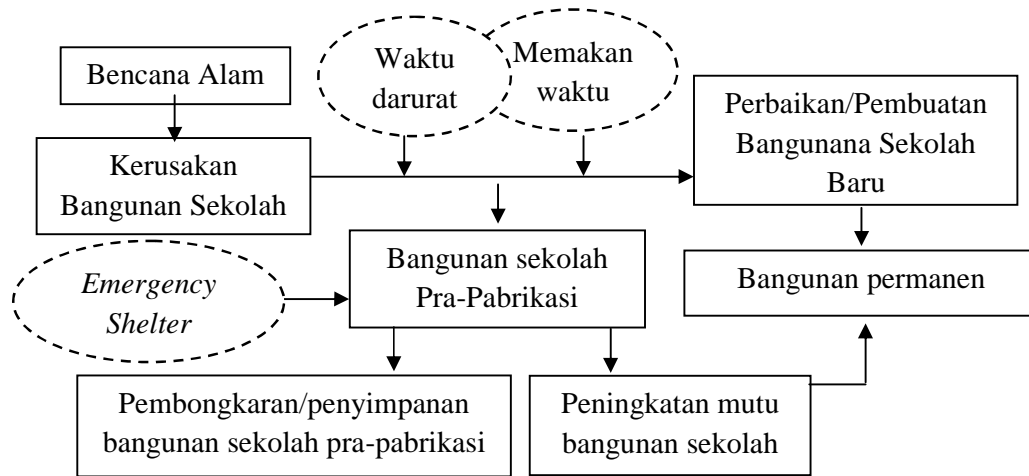 Bencana Alam
Waktu
darurat
Memakan
waktu
Perbaikan/Pembuatan
Bangunana Sekolah
Baru
Kerusakan
Bangunan Sekolah
Bangunan sekolah
Pra-Pabrikasi
Bangunan permanen
Emergency
Shelter
Pembongkaran/penyimpanan
bangunan sekolah pra-pabrikasi
Peningkatan mutu
bangunan sekolah